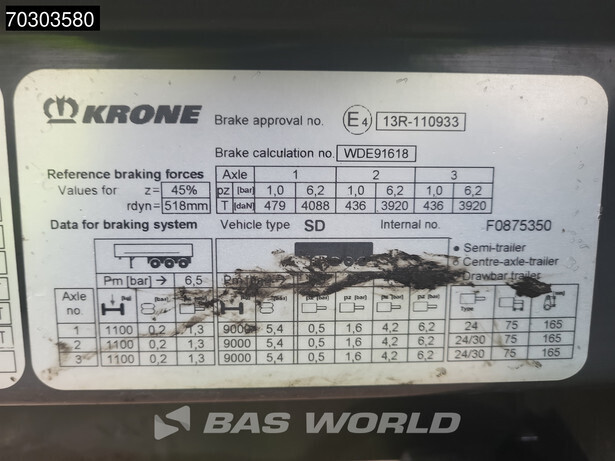 70303580
KRONE
Brake approval no. E4 13R-110933
Brake calculation no. WDE91618
Reference braking forces Axle 1 2 3
Values for z= 45% pz [bar] 1,0 6,2 1,0 6,2 1,0 6,2
rdyn= 518mm T [daN] 479 4088 436 3920 436 3920
Data for braking system Vehicle type SD Internal no. F0875350
Semi-trailer
Centre-axle-trailer
Drawbar trailer
Pm [bar] → 6,5 Pm [bar]
Axle no.
pz [bar] pz [bar] Type
1 1100 0,2 1,3 9000 5,4 0,5 1,6 4,2 6,2 24 75 165
2 1100 0,2 1,3 9000 5,4 0,5 1,6 4,2 6,2 24/30 75 165
3 1100 0,2 1,3 9000 5,4 0,5 1,6 4,2 6,2 24/30 75 165
BAS WORLD